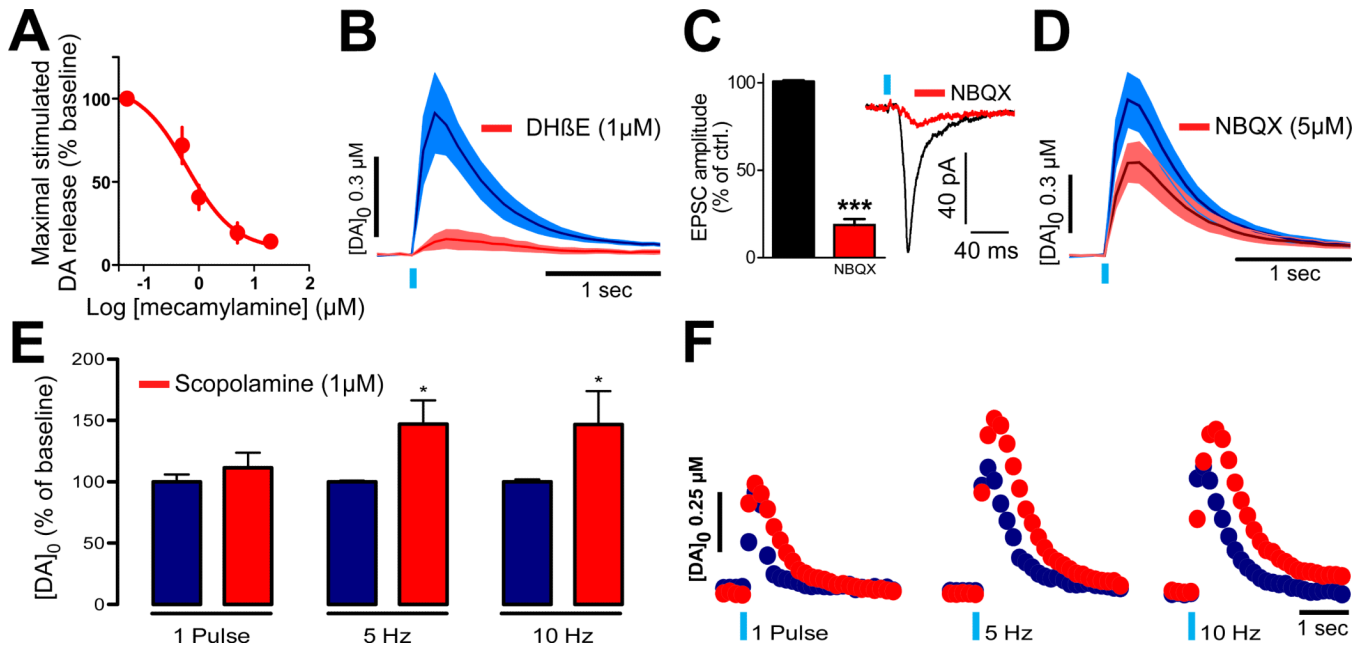 A
Maximal stimulated
DA release (% baseline)
100
50
0
-1
0
1
2
Log [mecamylamine] (µM)
B
DHßE (1µM)
[DA]0 0.3 µM
1 sec
C
EPSC amplitude
(% of ctrl.)
100
50
0
***
NBQX
NBQX
40 pA
40 ms
D
NBQX (5µM)
[DA]0 0.3 µM
1 sec
E
[DA]0 (% of baseline)
200
150
100
50
0
Scopolamine (1µM)
*
*
1 Pulse
5 Hz
10 Hz
F
[DA]0 0.25 µM
1 Pulse
5 Hz
10 Hz
1 sec